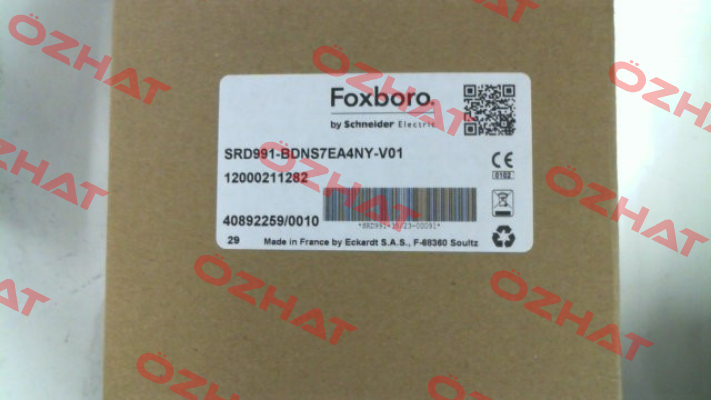 Foxboro.
by Schneider Electric
SRD991-BDNS7EA4NY-V01
12000211282
0102
40892259/0010
29 Made in France by Eckardt S.A.S., F-68360 Soultz
ÖZHAT
ÖZHAT
ÖZHAT
ÖZHAT
ÖZHAT
ÖZHAT
ÖZHAT
ÖZHAT
ÖZHAT